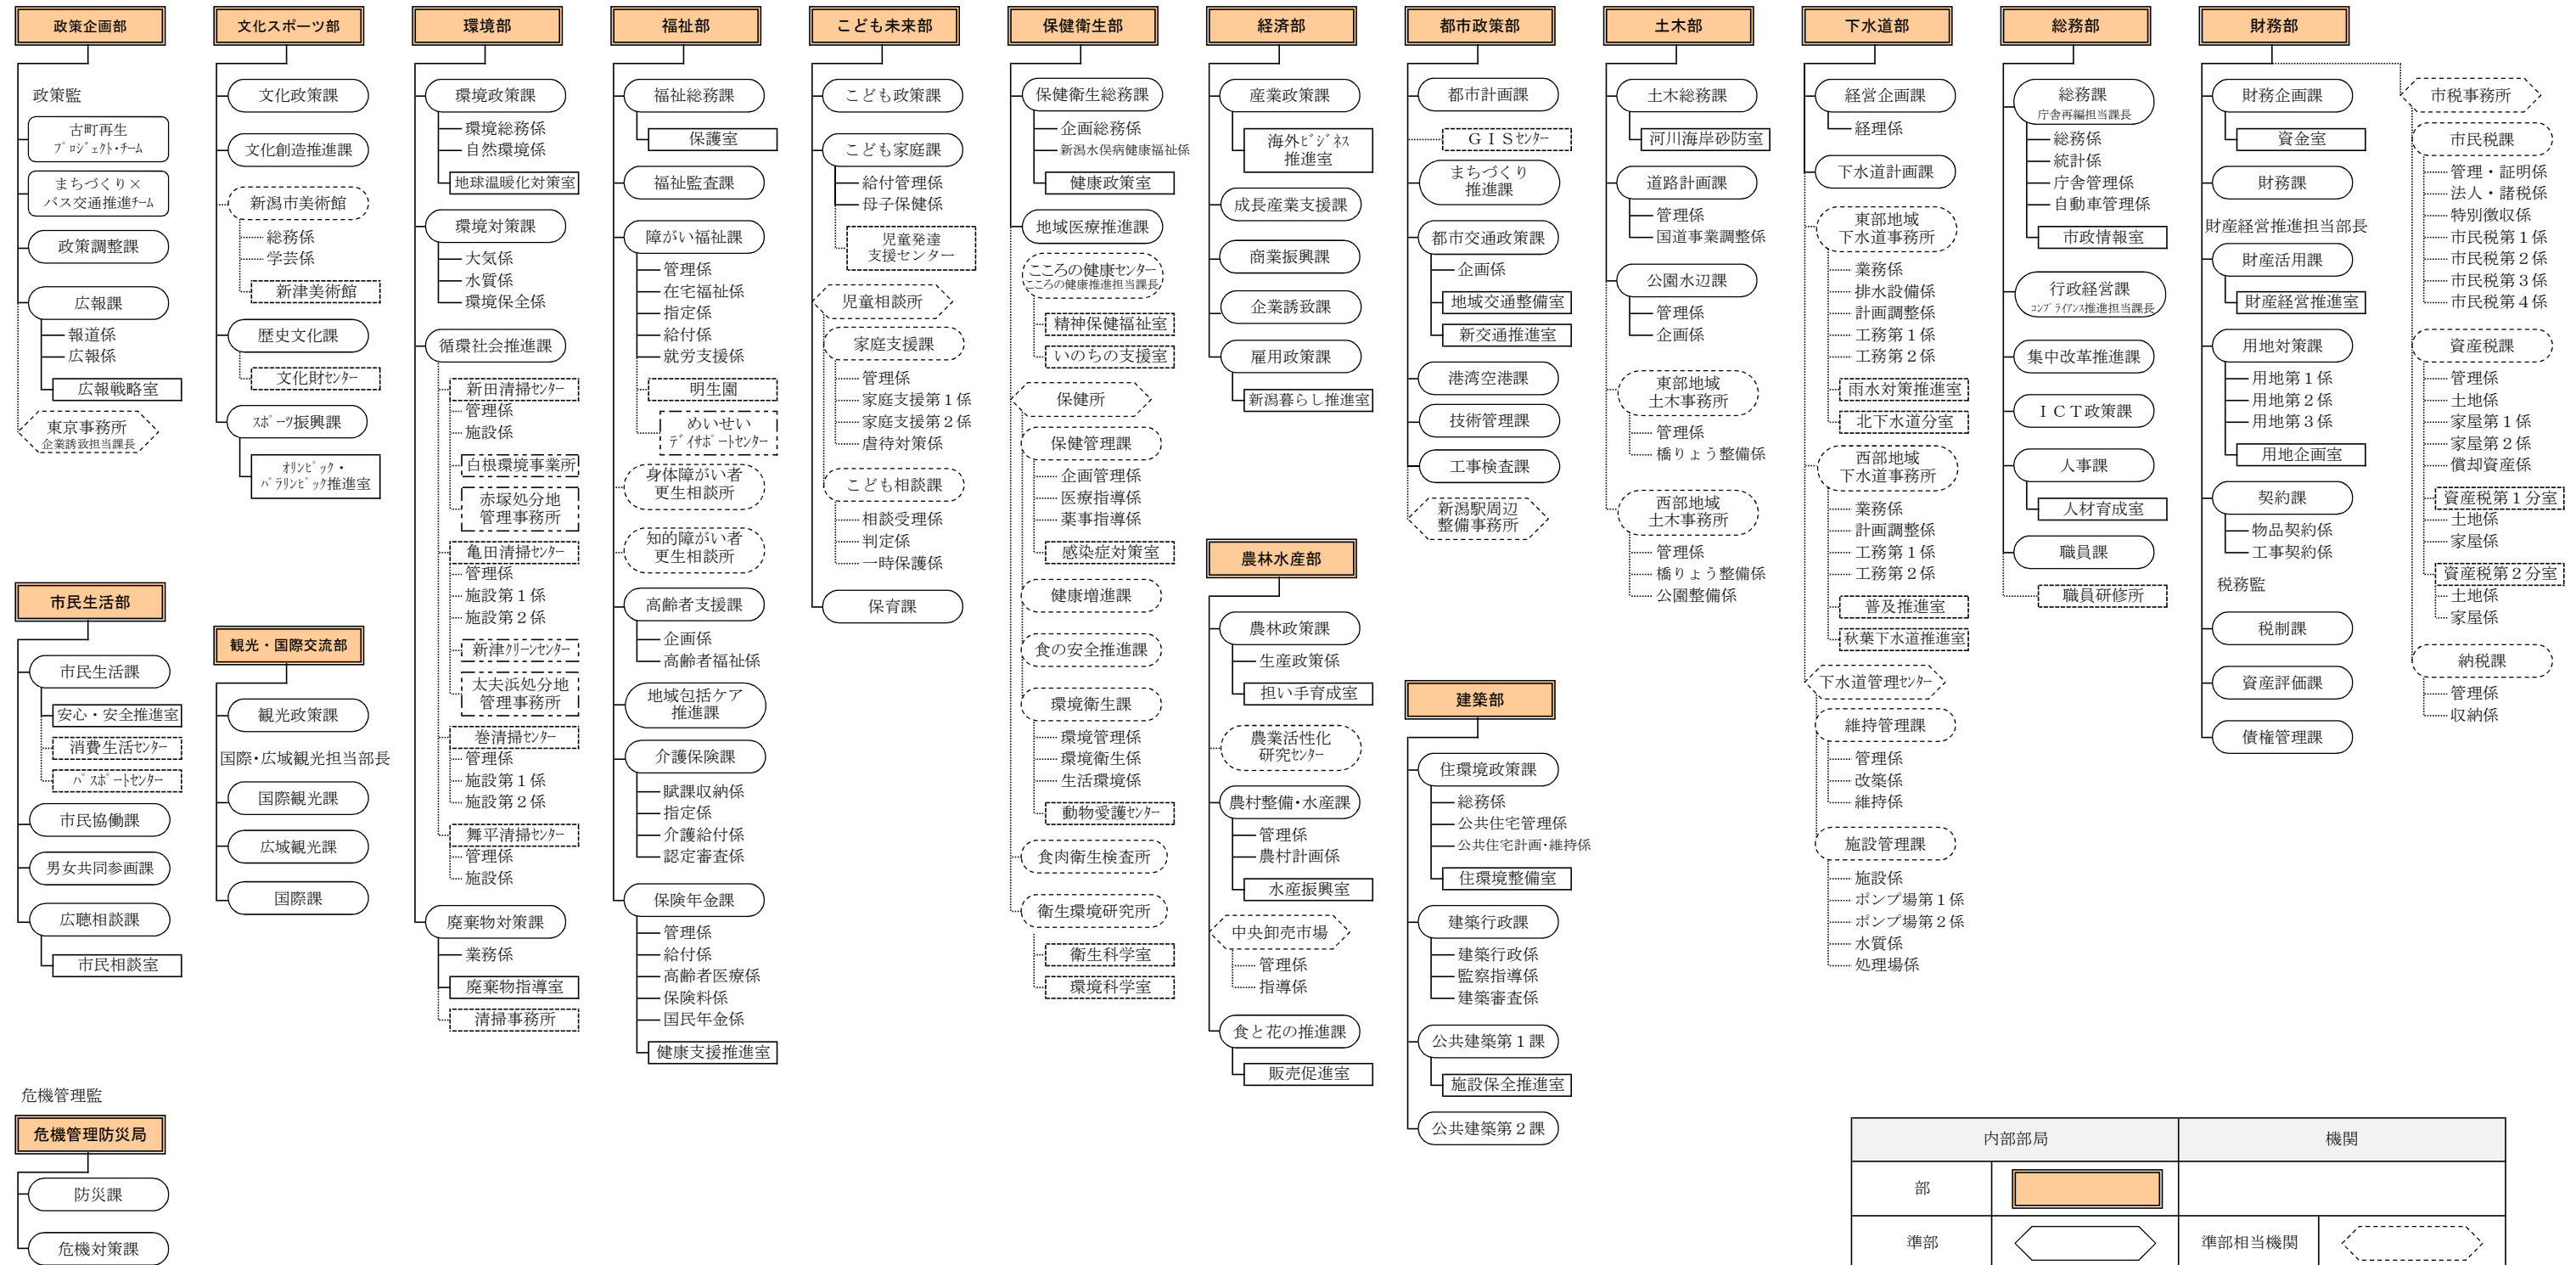 政策企画部
政策監
古町再生
ﾌﾟﾛｼﾞｪｸﾄ・ﾁｰﾑ
まちづくり×
バス交通推進ﾁｰﾑ
政策調整課
広報課
報道係
広報係
広報戦略室
東京事務所
企業誘致担当課長
市民生活部
市民生活課
安心・安全推進室
消費生活ｾﾝﾀｰ
ﾊﾟｽﾎﾟｰﾄｾﾝﾀｰ
市民協働課
男女共同参画課
広聴相談課
市民相談室
危機管理監
危機管理防災局
防災課
危機対策課
文化スポーツ部
文化政策課
文化創造推進課
新潟市美術館
総務係
学芸係
新津美術館
歴史文化課
文化財ｾﾝﾀｰ
ｽﾎﾟｰﾂ振興課
ｵﾘﾝﾋﾟｯｸ・
ﾊﾟﾗﾘﾝﾋﾟｯｸ推進室
観光・国際交流部
観光政策課
国際・広域観光担当部長
国際観光課
広域観光課
国際課
環境部
環境政策課
環境総務係
自然環境係
地球温暖化対策室
環境対策課
大気係
水質係
環境保全係
循環社会推進課
新田清掃ｾﾝﾀｰ
管理係
施設係
白根環境事業所
赤塚処分地
管理事務所
亀田清掃ｾﾝﾀｰ
管理係
施設第１係
施設第２係
新津ｸﾘｰﾝｾﾝﾀｰ
太夫浜処分地
管理事務所
巻清掃ｾﾝﾀｰ
管理係
施設第１係
施設第２係
舞平清掃ｾﾝﾀｰ
管理係
施設係
廃棄物対策課
業務係
廃棄物指導室
清掃事務所
福祉部
福祉総務課
保護室
福祉監査課
障がい福祉課
管理係
在宅福祉係
指定係
給付係
就労支援係
明生園
めいせい
ﾃﾞｲｻﾎﾟｰﾄｾﾝﾀｰ
身体障がい者
更生相談所
知的障がい者
更生相談所
高齢者支援課
企画係
高齢者福祉係
地域包括ケア
推進課
介護保険課
賦課収納係
指定係
介護給付係
認定審査係
保険年金課
管理係
給付係
高齢者医療係
保険料係
国民年金係
健康支援推進室
こども未来部
こども政策課
こども家庭課
給付管理係
母子保健係
児童発達
支援センター
児童相談所
家庭支援課
管理係
家庭支援第１係
家庭支援第２係
虐待対策係
こども相談課
相談受理係
判定係
一時保護係
保育課
保健衛生部
保健衛生総務課
企画総務係
新潟水俣病健康福祉係
健康政策室
地域医療推進課
こころの健康ｾﾝﾀｰ
こころの健康推進担当課長
精神保健福祉室
いのちの支援室
保健所
保健管理課
企画管理係
医療指導係
薬事指導係
感染症対策室
健康増進課
食の安全推進課
環境衛生課
環境管理係
環境衛生係
生活環境係
動物愛護ｾﾝﾀｰ
食肉衛生検査所
衛生環境研究所
衛生科学室
環境科学室
経済部
産業政策課
海外ﾋﾞｼﾞﾈｽ
推進室
成長産業支援課
商業振興課
企業誘致課
雇用政策課
新潟暮らし推進室
農林水産部
農林政策課
生産政策係
担い手育成室
農業活性化
研究ｾﾝﾀｰ
農村整備・水産課
管理係
農村計画係
水産振興室
中央卸売市場
管理係
指導係
食と花の推進課
販売促進室
都市政策部
都市計画課
ＧＩＳｾﾝﾀｰ
まちづくり
推進課
都市交通政策課
企画係
地域交通整備室
新交通推進室
港湾空港課
技術管理課
工事検査課
新潟駅周辺
整備事務所
建築部
住環境政策課
総務係
公共住宅管理係
公共住宅計画・維持係
住環境整備室
建築行政課
建築行政係
監察指導係
建築審査係
公共建築第１課
施設保全推進室
公共建築第２課
土木部
土木総務課
河川海岸砂防室
道路計画課
管理係
国道事業調整係
公園水辺課
管理係
企画係
東部地域
土木事務所
管理係
橋りょう整備係
西部地域
土木事務所
管理係
橋りょう整備係
公園整備係
下水道部
経営企画課
経理係
下水道計画課
東部地域
下水道事務所
業務係
排水設備係
計画調整係
工務第１係
工務第２係
雨水対策推進室
北下水道分室
西部地域
下水道事務所
業務係
計画調整係
工務第１係
工務第２係
普及推進室
秋葉下水道推進室
下水道管理ｾﾝﾀｰ
維持管理課
管理係
改築係
維持係
施設管理課
施設係
ポンプ場第１係
ポンプ場第２係
水質係
処理場係
総務部
総務課
庁舎再編担当課長
総務係
統計係
庁舎管理係
自動車管理係
市政情報室
行政経営課
ｺﾝﾌﾟﾗｲｱﾝｽ推進担当課長
集中改革推進課
ＩＣＴ政策課
人事課
人材育成室
職員課
職員研修所
財務部
財務企画課
資金室
財務課
財産経営推進担当部長
財産活用課
財産経営推進室
用地対策課
用地第１係
用地第２係
用地第３係
用地企画室
契約課
物品契約係
工事契約係
税務監
税制課
資産評価課
債権管理課
市税事務所
市民税課
管理・証明係
法人・諸税係
特別徴収係
市民税第１係
市民税第２係
市民税第３係
市民税第４係
資産税課
管理係
土地係
家屋第１係
家屋第２係
償却資産係
資産税第１分室
土地係
家屋係
資産税第２分室
土地係
家屋係
納税課
管理係
収納係
内部部局
機関
部
準部
準部相当機関